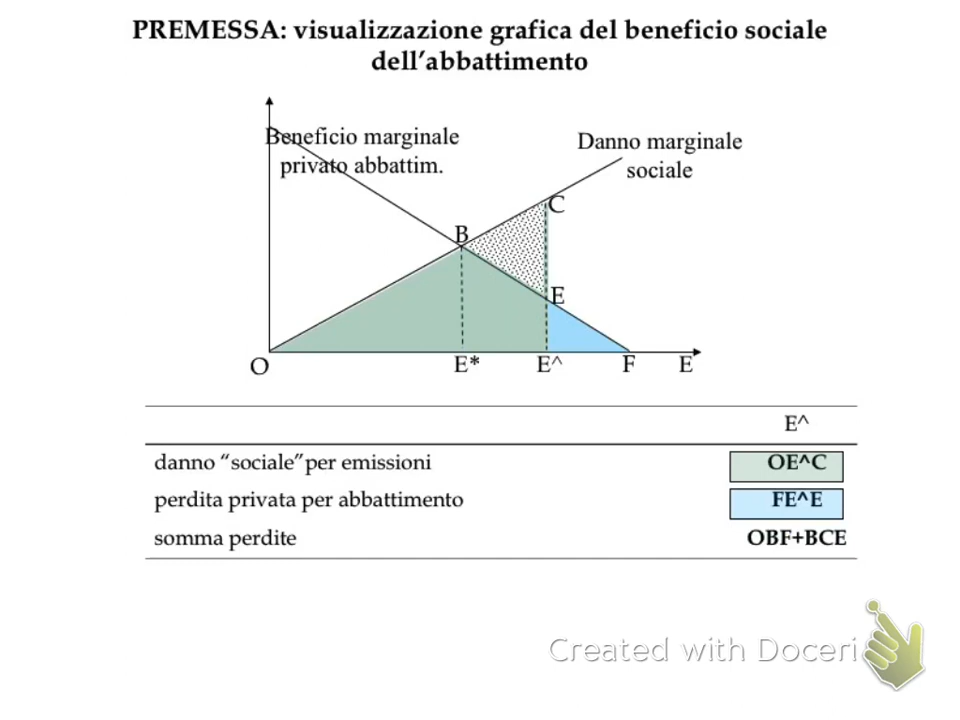 PREMESSA: visualizzazione grafica del beneficio sociale
dell’abbattimento
Beneficio marginale
privato abbattim.
Danno marginale
sociale
C
B
E
O
E*
E^
F
E
E^
danno “sociale”per emissioni
OE^C
perdita privata per abbattimento
FE^E
somma perdite
OBF+BCE
Created with Doceri